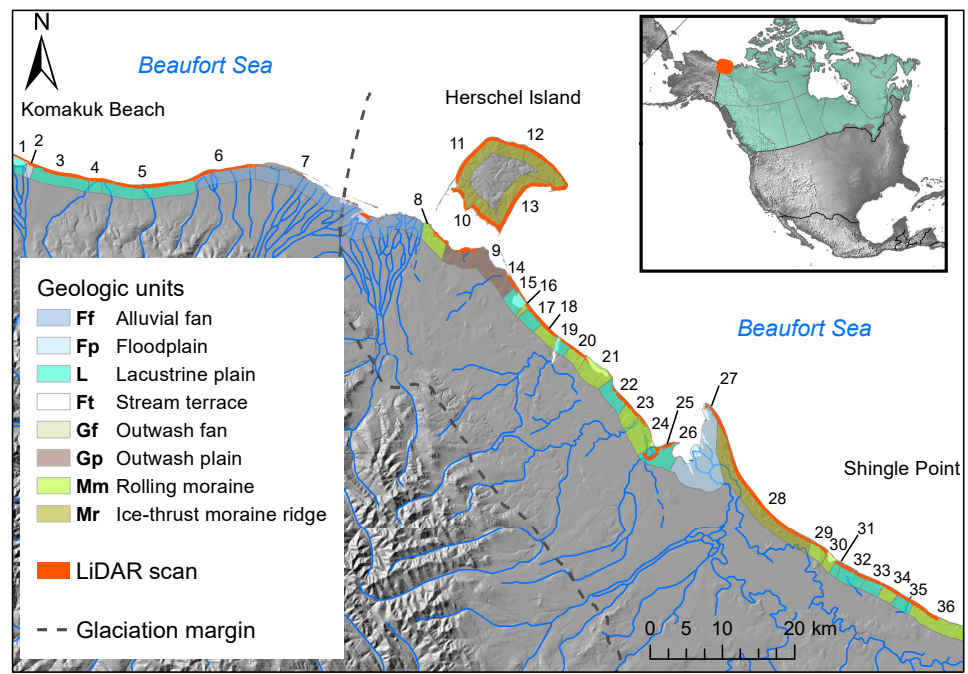 N
Beaufort Sea
Komakuk Beach
Herschel Island
1
2
3
4
5
6
7
8
9
10
11
12
13
14
15
16
17
18
19
20
21
22
23
24
25
26
27
28
29
30
31
32
33
34
35
36
Beaufort Sea
Shingle Point
Geologic units
Ff Alluvial fan
Fp Floodplain
L Lacustrine plain
Ft Stream terrace
Gf Outwash fan
Gp Outwash plain
Mm Rolling moraine
Mr Ice-thrust moraine ridge
LiDAR scan
Glaciation margin
0 5 10 20 km